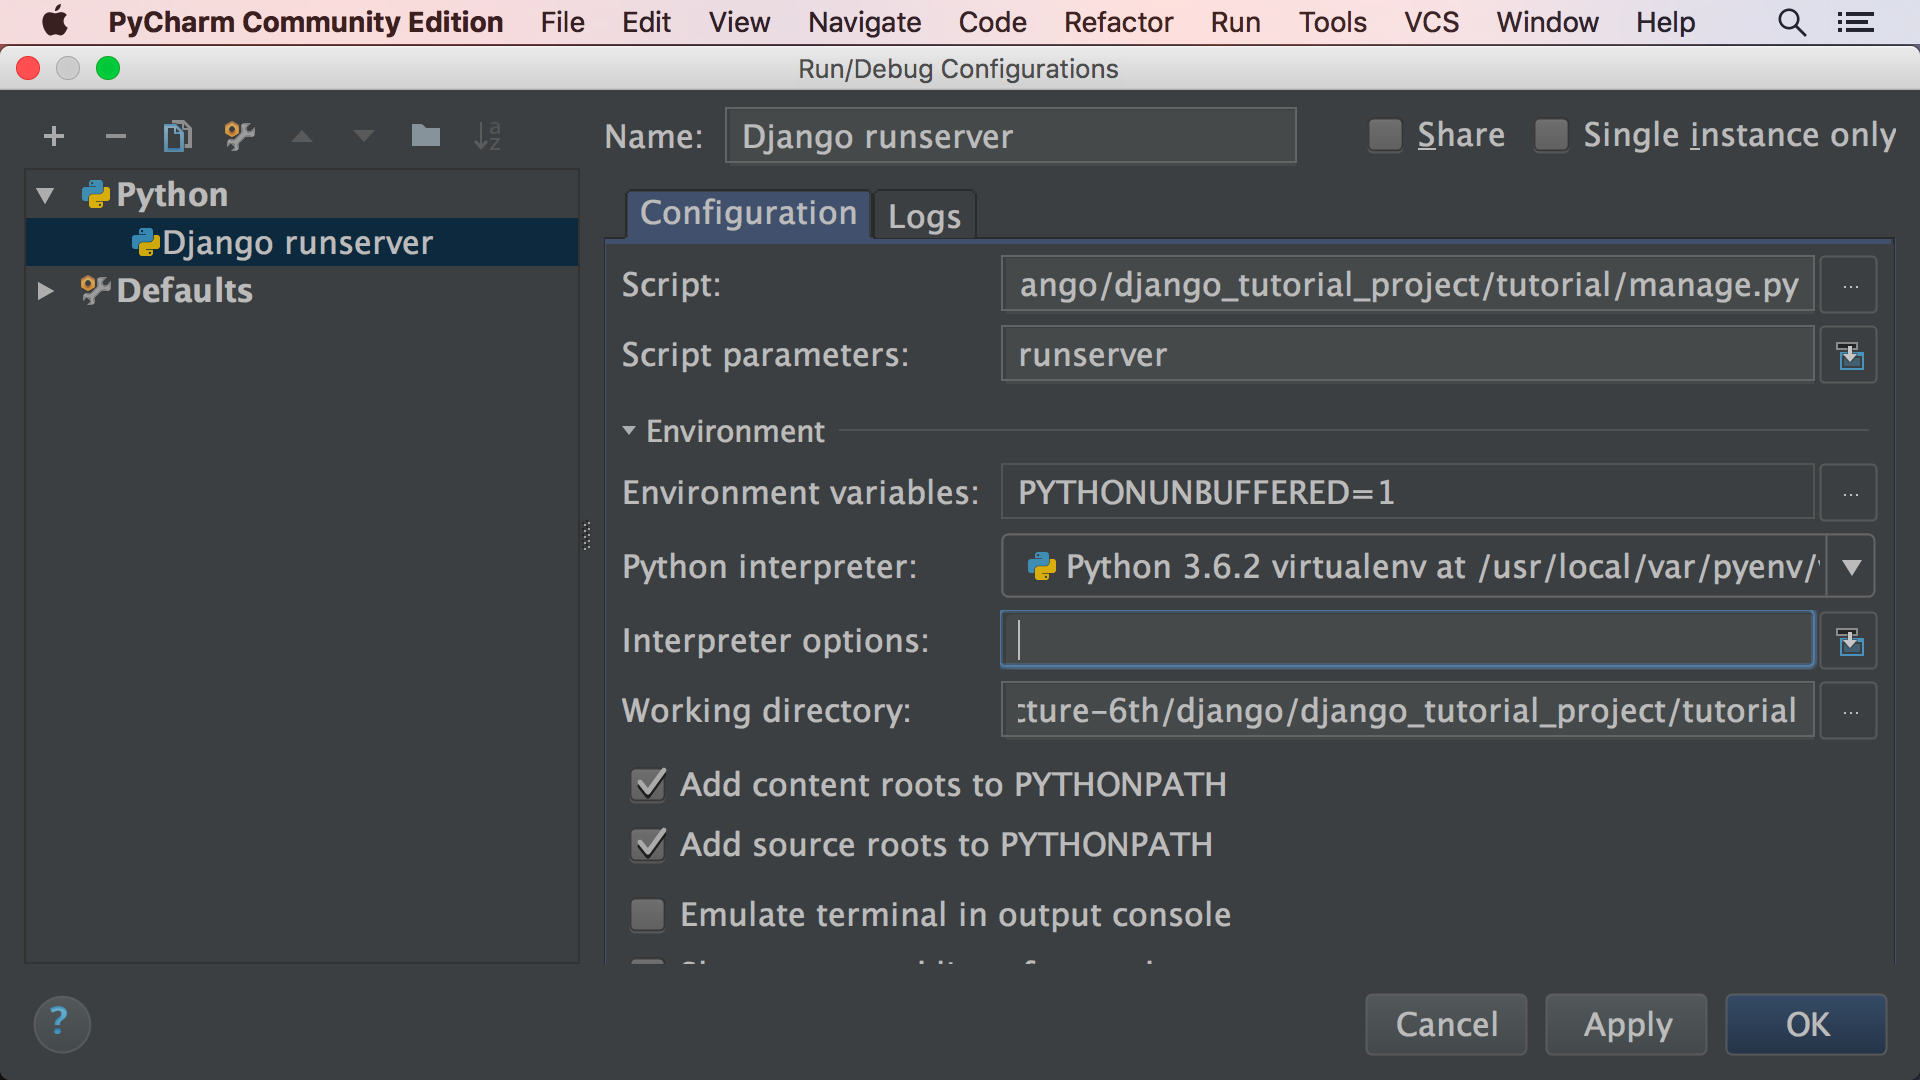 PyCharm Community Edition File Edit View Navigate Code Refactor Run Tools VCS Window Help
Run/Debug Configurations
Name: Django runserver Share Single instance only
Python
Django runserver
Defaults
Configuration Logs
Script: ango/django_tutorial_project/tutorial/manage.py ...
Script parameters: runserver
Environment
Environment variables: PYTHONUNBUFFERED=1 ...
Python interpreter: Python 3.6.2 virtualenv at /usr/local/var/pyenv/
Interpreter options:
Working directory: cture-6th/django/django_tutorial_project/tutorial ...
Add content roots to PYTHONPATH
Add source roots to PYTHONPATH
Emulate terminal in output console
? Cancel Apply OK